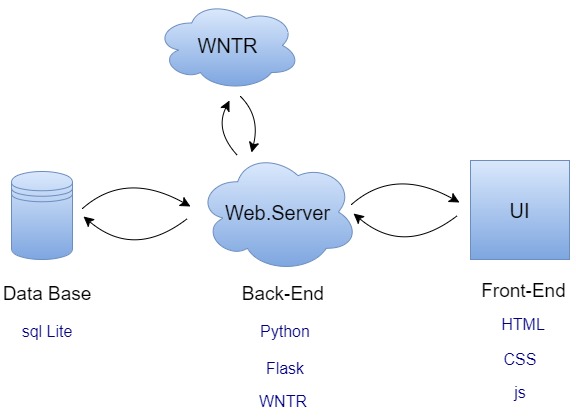 WNTR
Web.Server
UI
Data Base
Back-End
Front-End
sql Lite
Python
HTML
Flask
CSS
WNTR
js